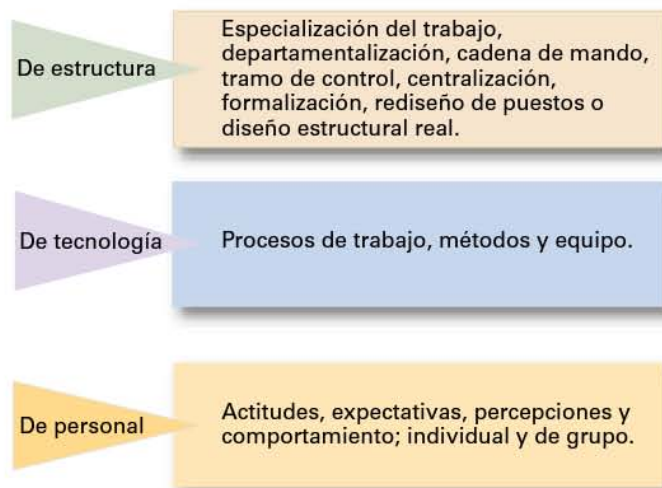 De estructura
Especialización del trabajo,
departamentalización, cadena de mando,
tramo de control, centralización,
formalización, rediseño de puestos o
diseño estructural real.
De tecnología
Procesos de trabajo, métodos y equipo.
De personal
Actitudes, expectativas, percepciones y
comportamiento; individual y de grupo.